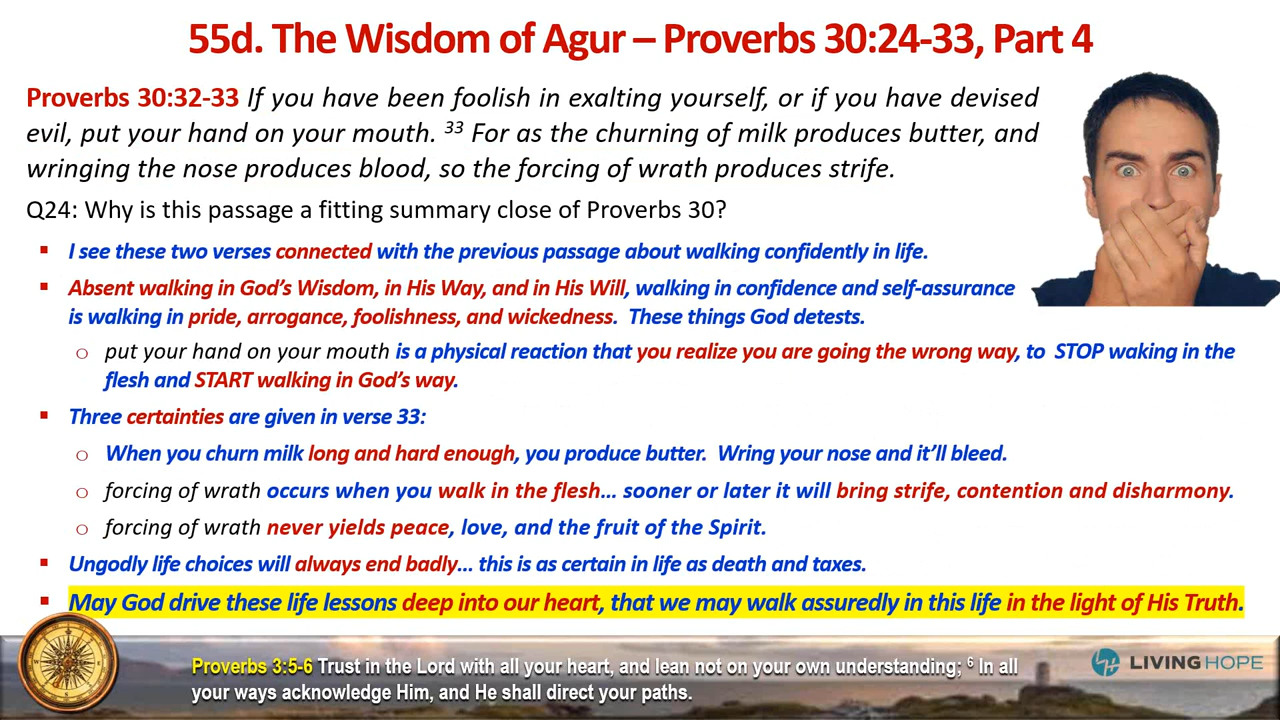 55d. The Wisdom of Agur – Proverbs 30:24-33, Part 4
Proverbs 30:32-33 If you have been foolish in exalting yourself, or if you have devised
evil, put your hand on your mouth. 33 For as the churning of milk produces butter, and
wringing the nose produces blood, so the forcing of wrath produces strife.
Q24: Why is this passage a fitting summary close of Proverbs 30?
▪ I see these two verses connected with the previous passage about walking confidently in life.
▪ Absent walking in God's Wisdom, in His Way, and in His Will, walking in confidence and self-assurance
is walking in pride, arrogance, foolishness, and wickedness. These things God detests.
o put your hand on your mouth is a physical reaction that you realize you are going the wrong way, to STOP waking in the
flesh and START walking in God's way.
▪ Three certainties are given in verse 33:
o When you churn milk long and hard enough, you produce butter. Wring your nose and it'll bleed.
o forcing of wrath occurs when you walk in the flesh... sooner or later it will bring strife, contention and disharmony.
o forcing of wrath never yields peace, love, and the fruit of the Spirit.
▪ Ungodly life choices will always end badly... this is as certain in life as death and taxes.
▪ May God drive these life lessons deep into our heart, that we may walk assuredly in this life in the light of His Truth.
Proverbs 3:5-6 Trust in the Lord with all your heart, and lean not on your own understanding; 6 In all
your ways acknowledge Him, and He shall direct your paths.
LIVING HOPE